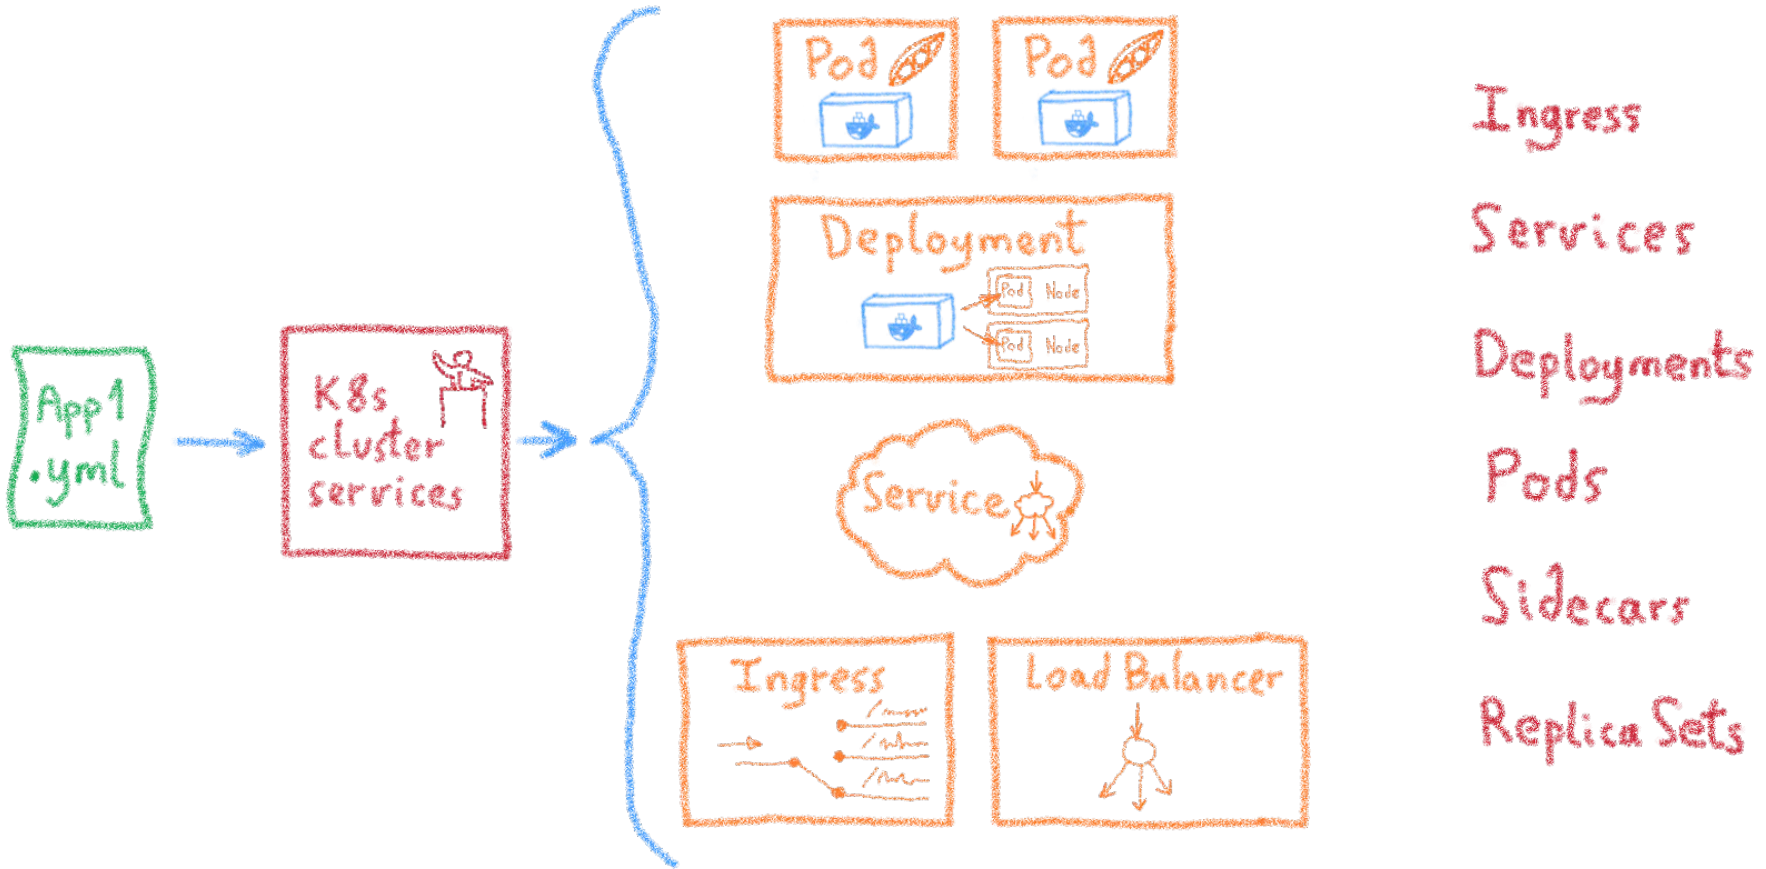 App1
.yml
K8s
cluster
services
Pod
Pod
Deployment
Pod Node
Pod Node
Service
Ingress
Load Balancer
Ingress
Services
Deployments
Pods
Sidecars
Replica Sets